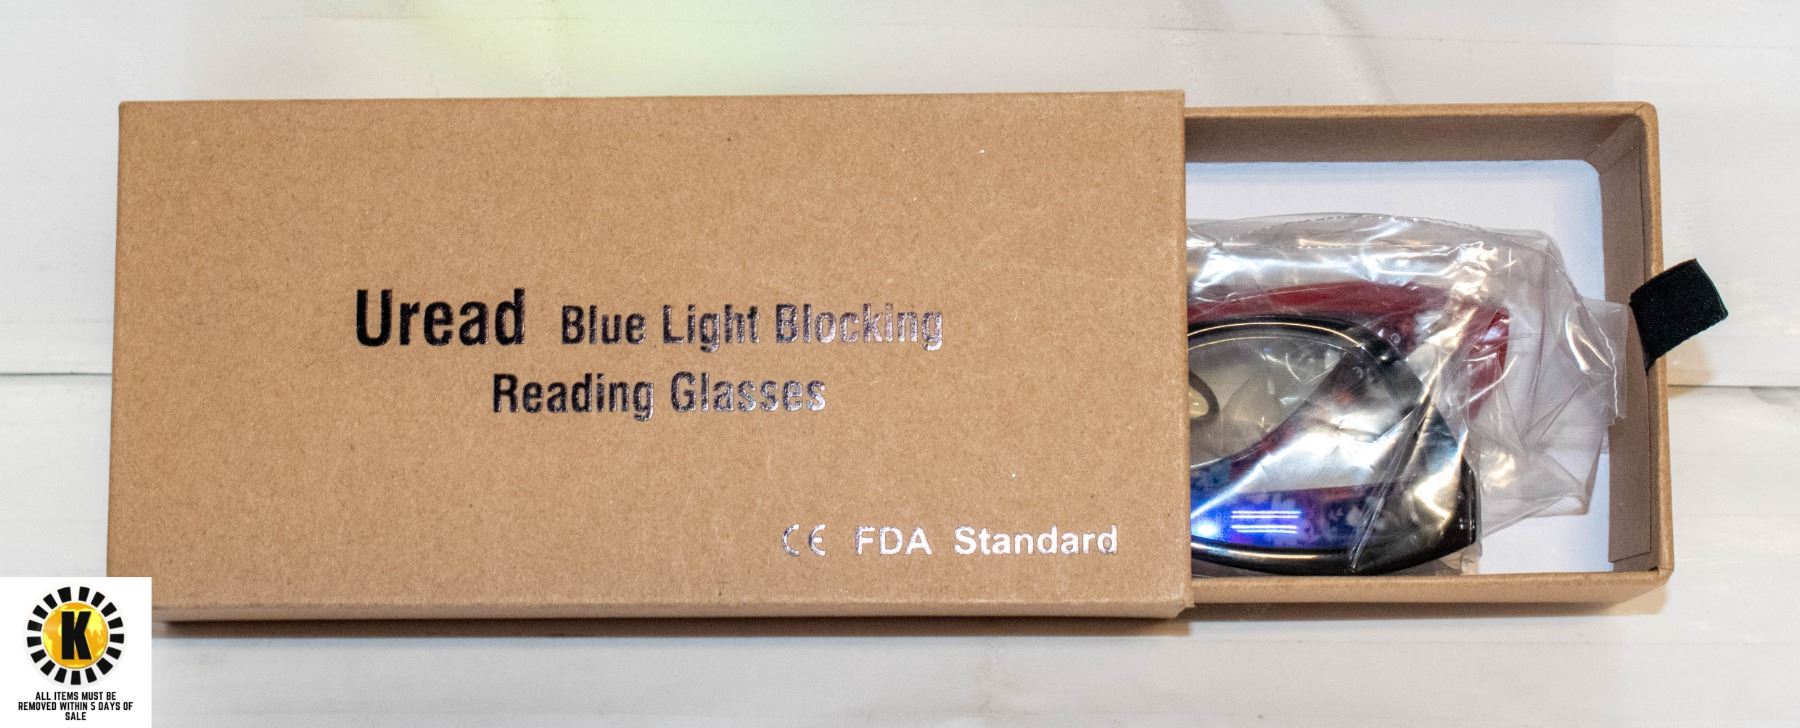 Uread Blue Light Blocking
Reading Glasses
CE FDA Standard
K
ALL ITEMS MUST BE
REMOVED WITHIN 5 DAYS OF
SALE